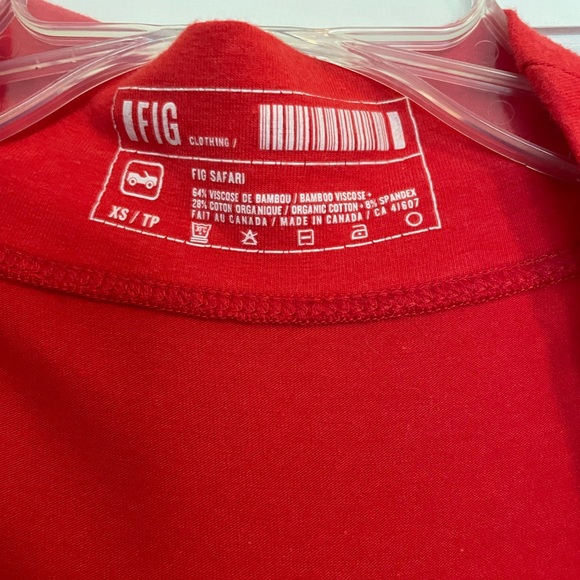 FIG
CLOTHING /
FIG SAFARI
64% VISCOSE DE BAMBOU / BAMBOO VISCOSE +
28% COTON ORGANIQUE / ORGANIC COTTON + 8% SPANDEX
FAIT AU CANADA / MADE IN CANADA / CA 41607
XS / TP